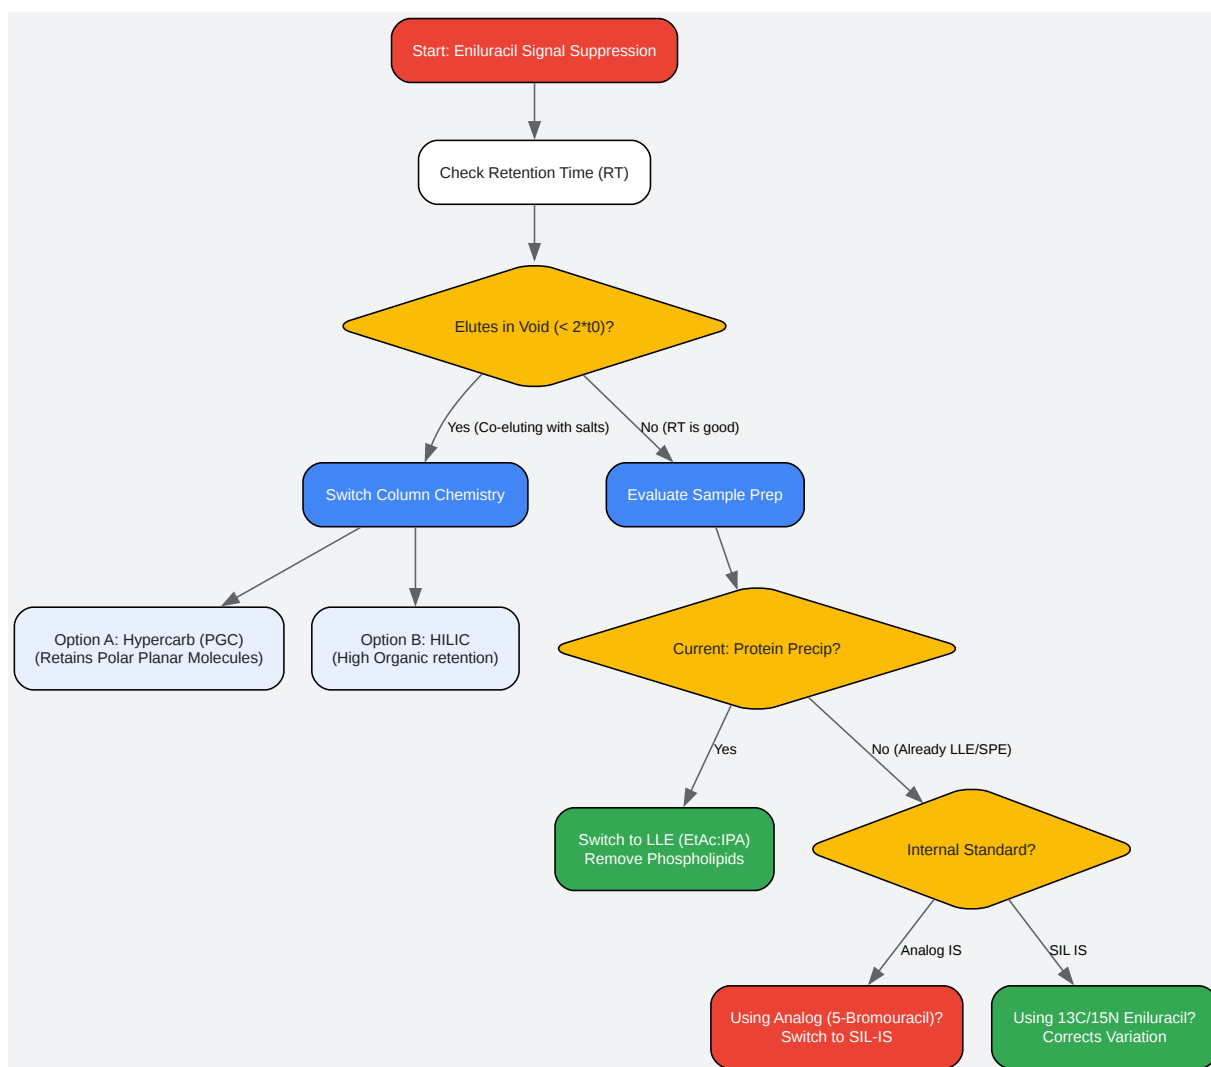 Start: Eniluracil Signal Suppression
Check Retention Time (RT)
Elutes in Void (< 2*t0)?
Yes (Co-eluting with salts)
No (RT is good)
Switch Column Chemistry
Evaluate Sample Prep
Option A: Hypercarb (PGC)
(Retains Polar Planar Molecules)
Option B: HILIC
(High Organic retention)
Current: Protein Precip?
Yes
No (Already LLE/SPE)
Switch to LLE (EtAc:IPA)
Remove Phospholipids
Internal Standard?
Analog IS
SIL IS
Using Analog (5-Bromouracil)?
Switch to SIL-IS
Using 13C/15N Eniluracil?
Corrects Variation